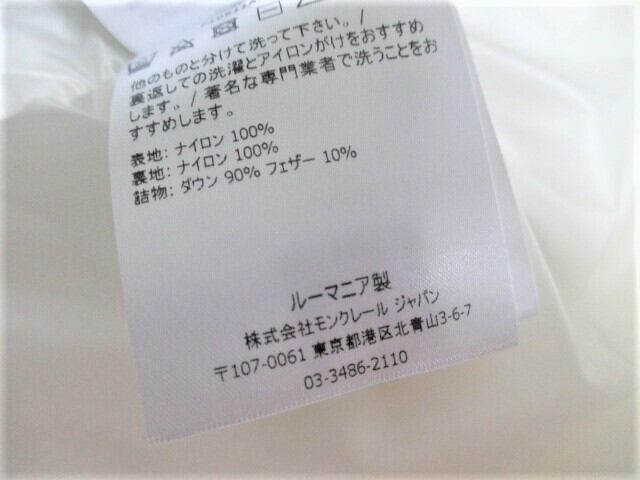 他のものと分けて洗って下さい。/
裏返しての洗濯とアイロンがけをおすすめ
します。/ 著名な専門業者で洗うことをお
すすめします。
表地: ナイロン 100%
裏地: ナイロン 100%
詰物: ダウン 90% フェザー 10%
ルーマニア製
株式会社モンクレール ジャパン
〒107-0061 東京都港区北青山3-6-7
03-3486-2110